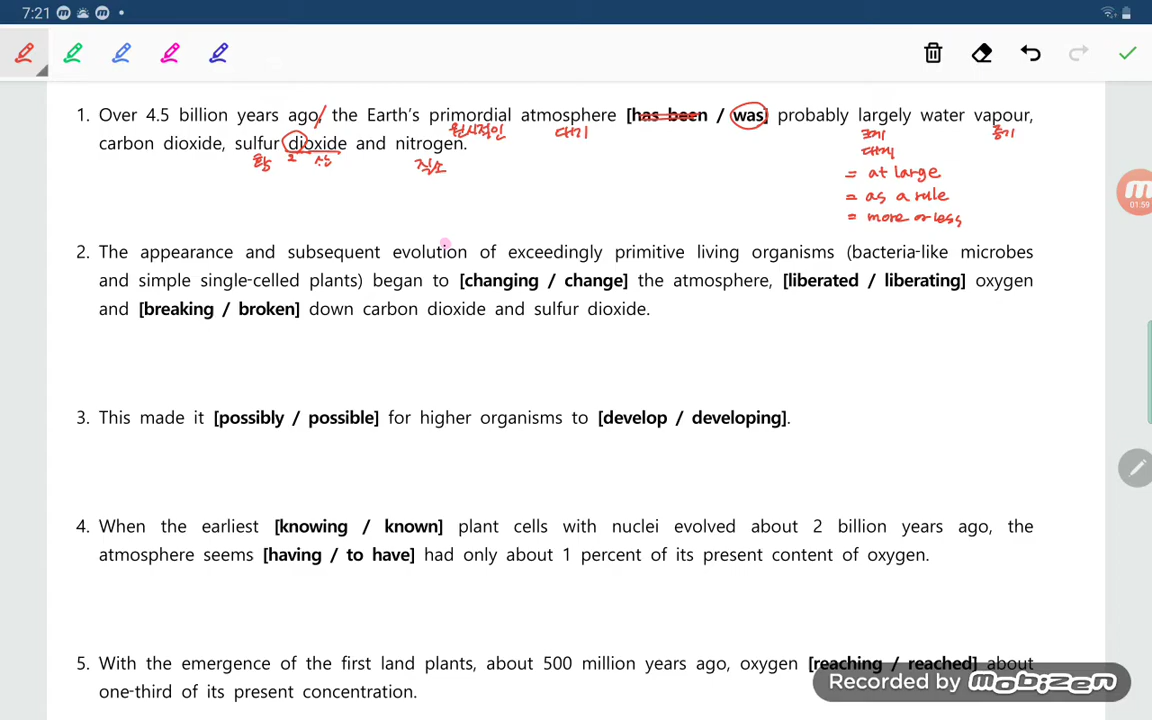 7:21
1. Over 4.5 billion years ago, the Earth's primordial atmosphere [has been / was] probably largely water vapour,
원시적인 대기 크게 증기
carbon dioxide, sulfur dioxide and nitrogen.
대개
황 2 산 질소
= at large
= as a rule
= more or less
01:59
2. The appearance and subsequent evolution of exceedingly primitive living organisms (bacteria-like microbes
and simple single-celled plants) began to [changing / change] the atmosphere, [liberated / liberating] oxygen
and [breaking / broken] down carbon dioxide and sulfur dioxide.
3. This made it [possibly / possible] for higher organisms to [develop / developing].
4. When the earliest [knowing / known] plant cells with nuclei evolved about 2 billion years ago, the
atmosphere seems [having / to have] had only about 1 percent of its present content of oxygen.
5. With the emergence of the first land plants, about 500 million years ago, oxygen [reaching / reached] about
one-third of its present concentration.
Recorded by mobizen